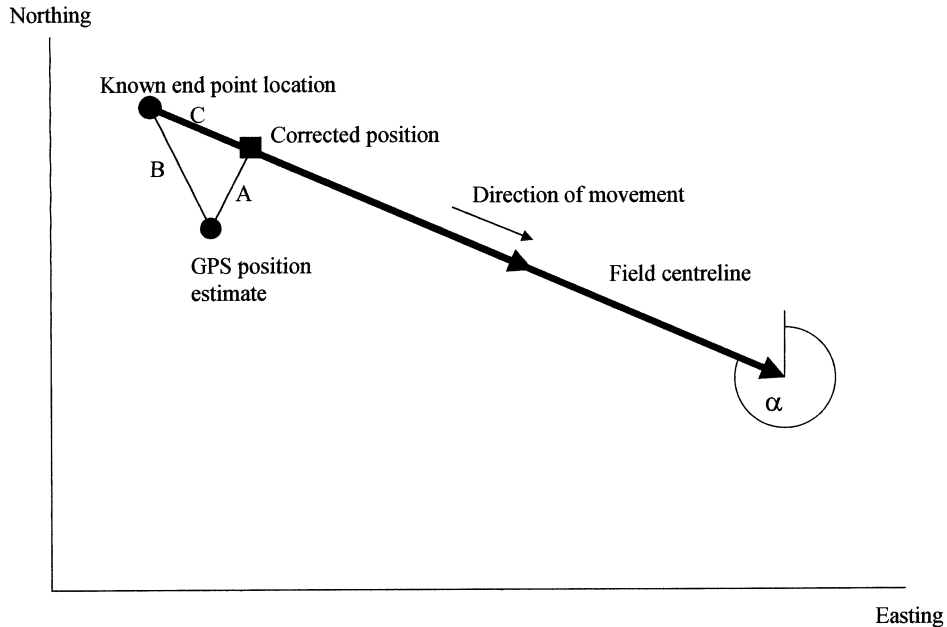 Northing
Known end point location
C
Corrected position
B
A
Direction of movement
GPS position
estimate
Field centreline
α
Easting